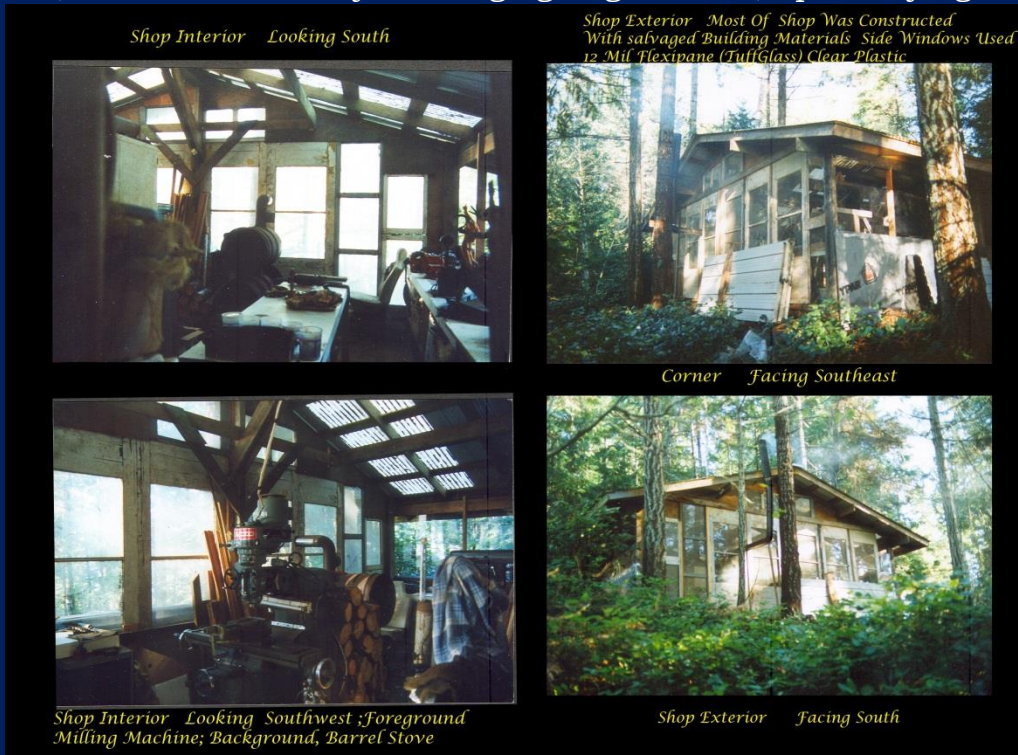 Shop Interior Looking South
Shop Exterior Most Of Shop Was Constructed
With salvaged Building Materials Side Windows Used
12 Mil Flexipane (TuffGlass) Clear Plastic
Corner Facing Southeast
Shop Interior Looking Southwest ;Foreground
Milling Machine; Background, Barrel Stove
Shop Exterior Facing South